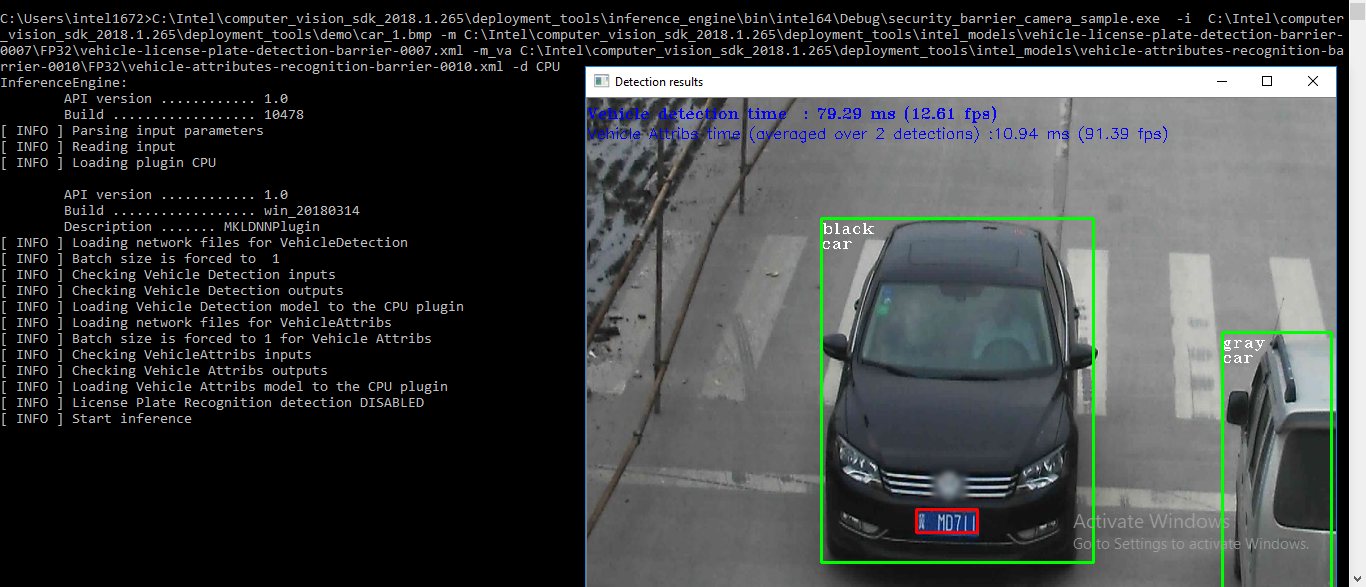 C:\Users\intel1672>C:\Intel\computer_vision_sdk_2018.1.265\deployment_tools\inference_engine\bin\intel64\Debug\security_barrier_camera_sample.exe  -i  C:\Intel\computer
_vision_sdk_2018.1.265\deployment_tools\demo\car_1.bmp -m C:\Intel\computer_vision_sdk_2018.1.265\deployment_tools\intel_models\vehicle-license-plate-detection-barrier-
0007\FP32\vehicle-license-plate-detection-barrier-0007.xml -m_va C:\Intel\computer_vision_sdk_2018.1.265\deployment_tools\intel_models\vehicle-attributes-recognition-ba
rrier-0010\FP32\vehicle-attributes-recognition-barrier-0010.xml -d CPU
InferenceEngine:
API version ............ 1.0
Build .................. 10478
[ INFO ] Parsing input parameters
[ INFO ] Reading input
[ INFO ] Loading plugin CPU
API version ............ 1.0
Build .................. win_20180314
Description ....... MKLDNNPlugin
[ INFO ] Loading network files for VehicleDetection
[ INFO ] Batch size is forced to  1
[ INFO ] Checking Vehicle Detection inputs
[ INFO ] Checking Vehicle Detection outputs
[ INFO ] Loading Vehicle Detection model to the CPU plugin
[ INFO ] Loading network files for VehicleAttribs
[ INFO ] Batch size is forced to 1 for Vehicle Attribs
[ INFO ] Checking VehicleAttribs inputs
[ INFO ] Checking Vehicle Attribs outputs
[ INFO ] Loading Vehicle Attribs model to the CPU plugin
[ INFO ] License Plate Recognition detection DISABLED
[ INFO ] Start inference
Detection results
Vehicle detection time  : 79.29 ms (12.61 fps)
Vehicle Attribs time (averaged over 2 detections) :10.94 ms (91.39 fps)
black
car
gray
car
MD711
Activate Windows
Go to Settings to activate Windows.